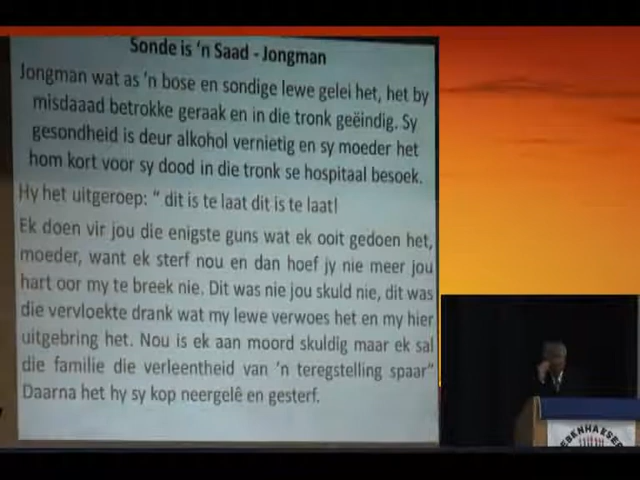 Sonde is 'n Saad - Jongman
Jongman wat as 'n bose en sondige lewe gelei het, het by
misdaaad betrokke geraak en in die tronk geëindig. Sy
gesondheid is deur alkohol vernietig en sy moeder het
hom kort voor sy dood in die tronk se hospitaal besoek.
Hy het uitgeroep: " dit is te laat dit is te laat!
Ek doen vir jou die enigste guns wat ek ooit gedoen het,
moeder, want ek sterf nou en dan hoef jy nie meer jou
hart oor my te breek nie. Dit was nie jou skuld nie, dit was
die vervloekte drank wat my lewe verwoes het en my hier
uitgebring het. Nou is ek aan moord skuldig maar ek sal
die familie die verleentheid van 'n teregstelling spaar"
Daarna het hy sy kop neergelê en gesterf.